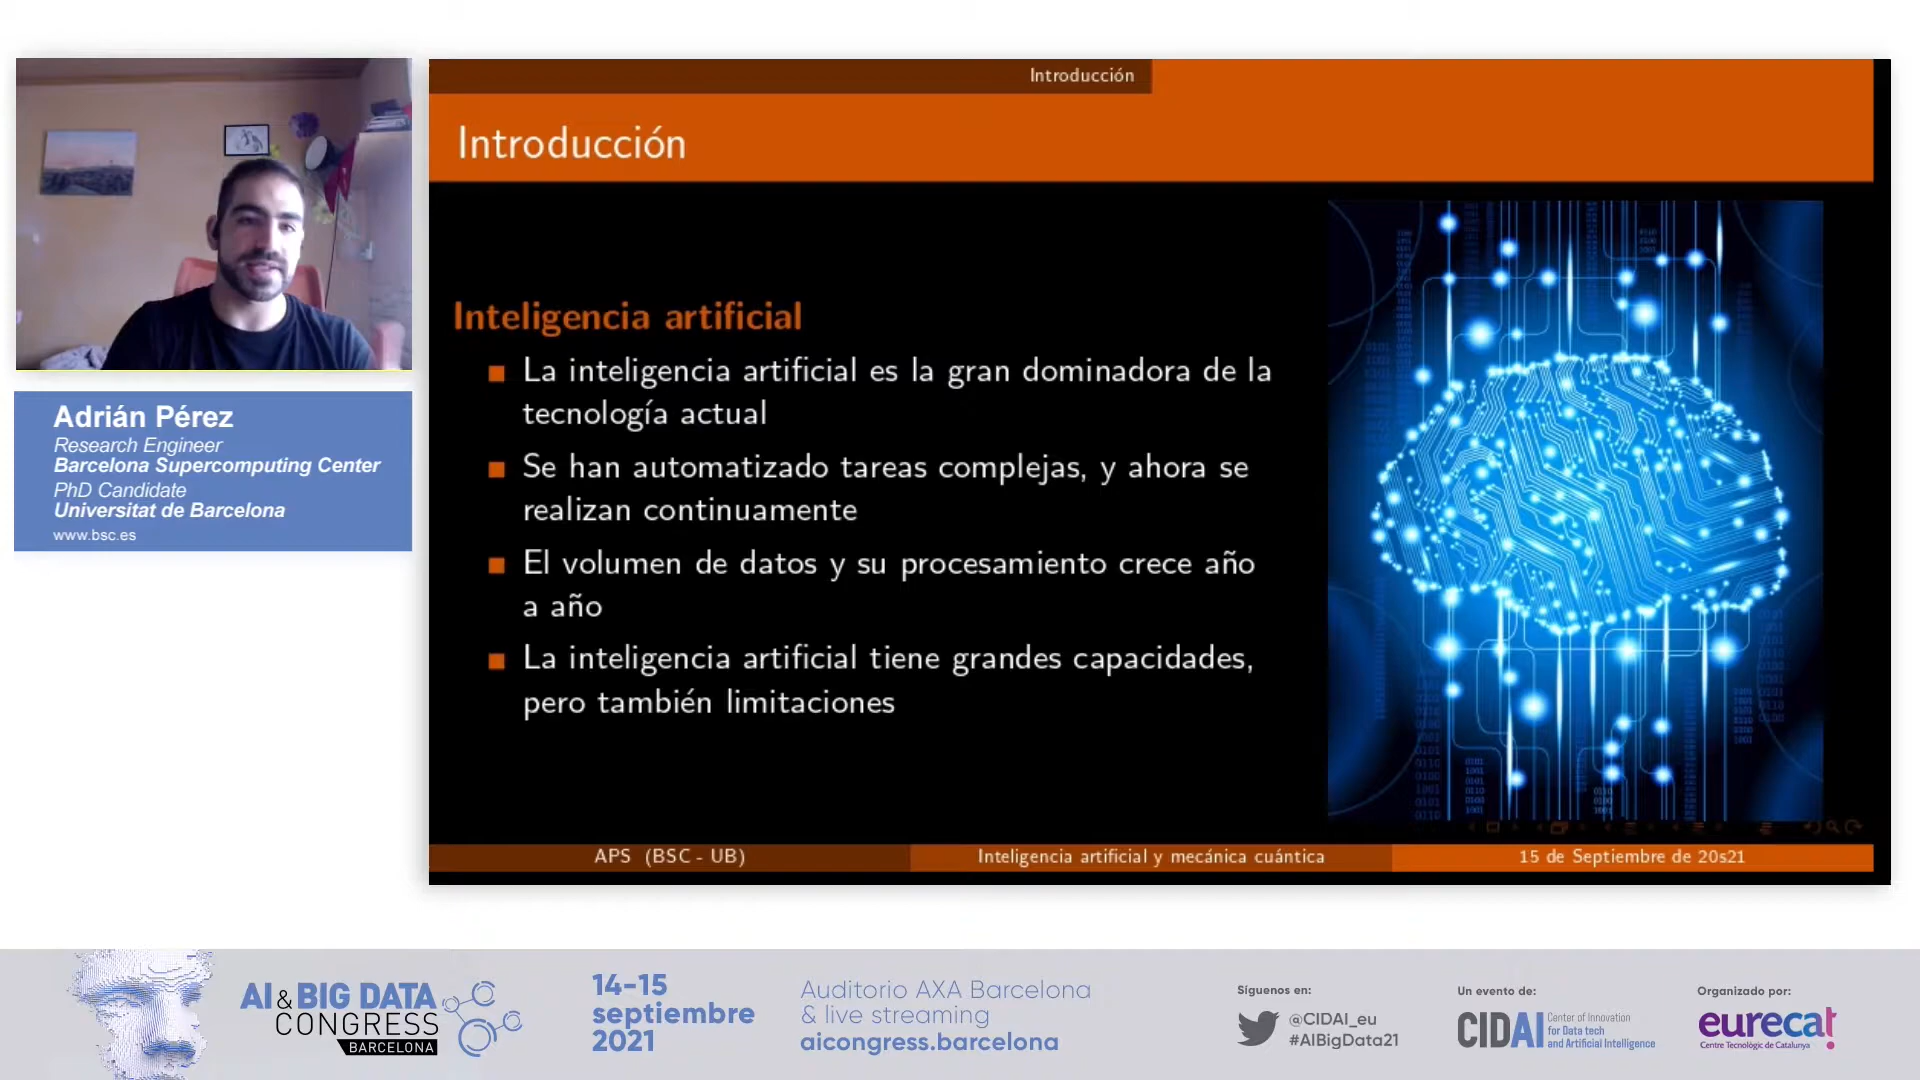 Introducción
Introducción
Inteligencia artificial
La inteligencia artificial es la gran dominadora de la
tecnología actual
Se han automatizado tareas complejas, y ahora se
realizan continuamente
El volumen de datos y su procesamiento crece año
a año
La inteligencia artificial tiene grandes capacidades,
pero también limitaciones
APS (BSC - UB)
Inteligencia artificial y mecánica cuántica
15 de Septiembre de 20s21
Adrián Pérez
Research Engineer
Barcelona Supercomputing Center
PhD Candidate
Universitat de Barcelona
www.bsc.es
AI & BIG DATA
CONGRESS
BARCELONA
14-15
septiembre
2021
Auditorio AXA Barcelona
& live streaming
aicongress.barcelona
Síguenos en:
@CIDAI_eu
#AIBigData21
Un evento de:
CIDAI
Center of Innovation
for Data tech
and Artificial Intelligence
Organizado por:
eurecat
Centre Tecnològic de Catalunya